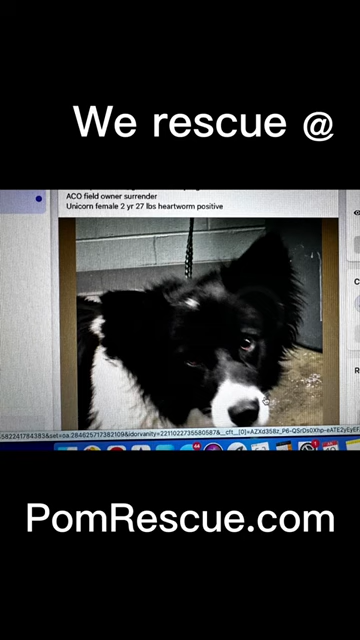 We rescue @
ACO field owner surrender
Unicorn female 2 yr 27 lbs heartworm positive
PomRescue.com